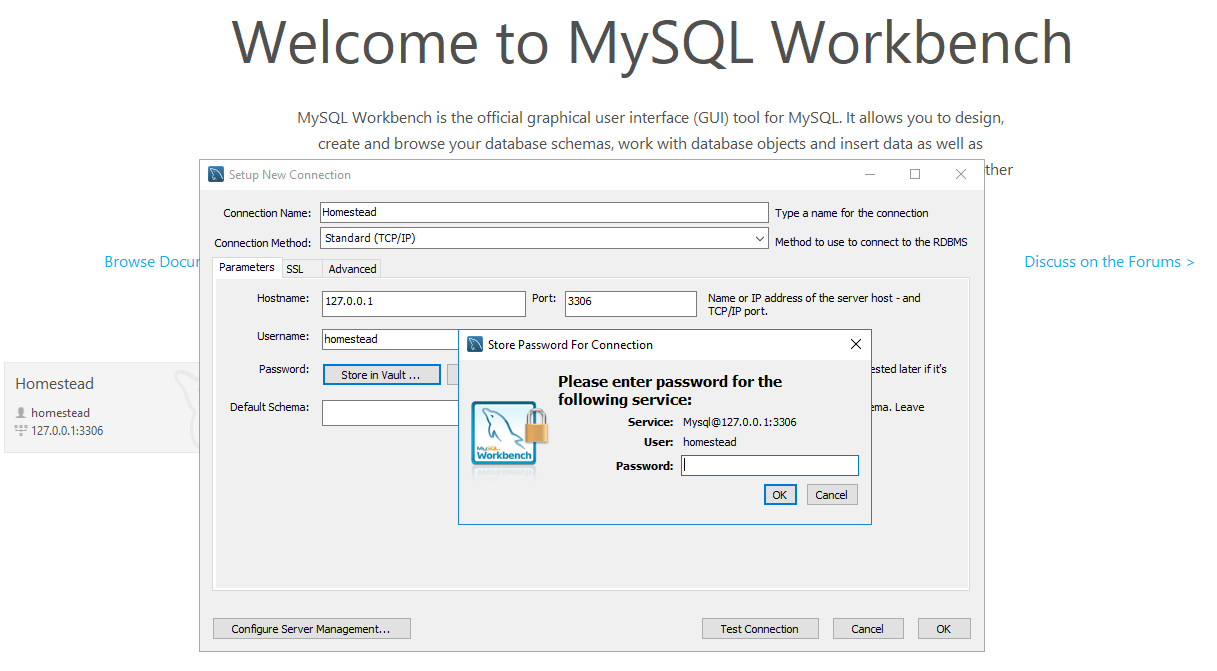 Welcome to MySQL Workbench
MySQL Workbench is the official graphical user interface (GUI) tool for MySQL. It allows you to design,
create and browse your database schemas, work with database objects and insert data as well as
ther
Browse Docu
Discuss on the Forums >
Homestead
homestead
127.0.0.1:3306
Setup New Connection
Connection Name: Homestead Type a name for the connection
Connection Method: Standard (TCP/IP) Method to use to connect to the RDBMS
Parameters SSL Advanced
Hostname: 127.0.0.1 Port: 3306 Name or IP address of the server host - and
TCP/IP port.
Username: homestead
Password: Store in Vault ... ested later if it's
Default Schema: ema. Leave
Store Password For Connection
Please enter password for the
following service:
Service: Mysql@127.0.0.1:3306
User: homestead
Password:
OK Cancel
MySQL
Workbench
Configure Server Management... Test Connection Cancel OK